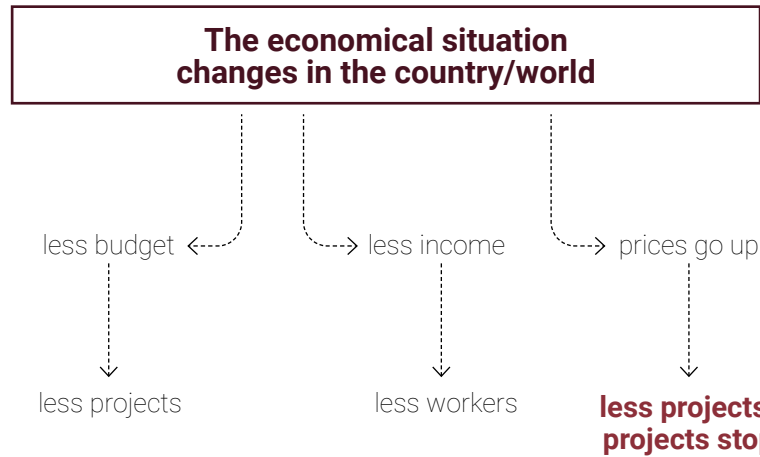 The economical situation
changes in the country/world
less budget
less income
prices go up
less projects
less workers
less projects
projects stop